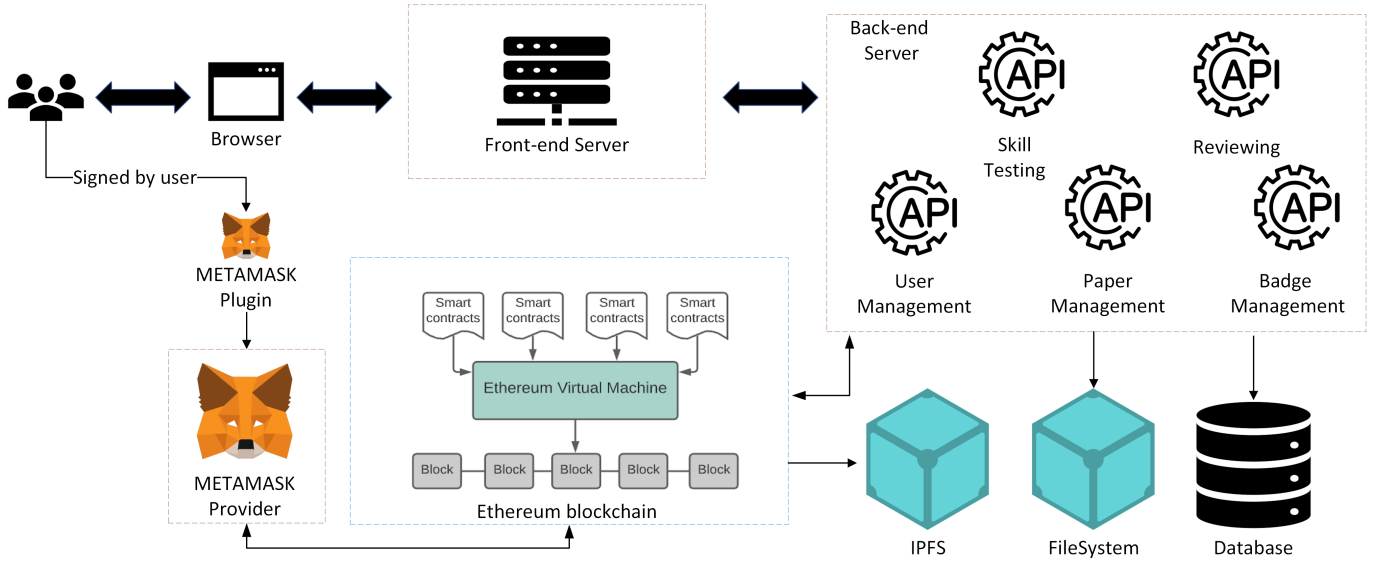 Back-end
Server
API
API
Browser
Front-end Server
Skill
Testing
Reviewing
Signed by user
API
API
API
METAMASK
Plugin
User
Management
Paper
Management
Badge
Management
Smart
contracts
Smart
contracts
Smart
contracts
Smart
contracts
Ethereum Virtual Machine
Block
Block
Block
Block
Block
METAMASK
Provider
Ethereum blockchain
IPFS
FileSystem
Database